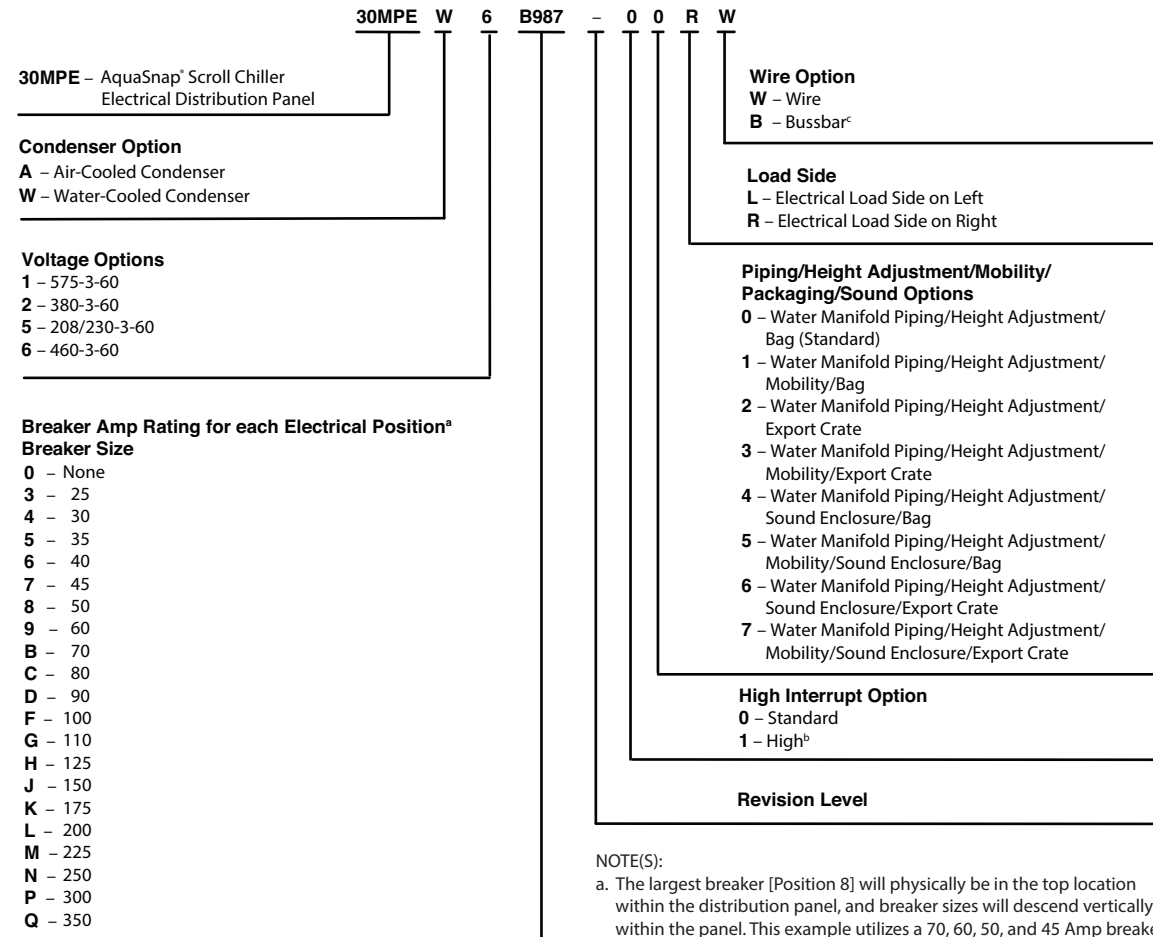 30MPE W 6 B987 – 0 0 R W
30MPE – AquaSnap® Scroll Chiller
Electrical Distribution Panel
Condenser Option
A – Air-Cooled Condenser
W – Water-Cooled Condenser
Voltage Options
1 – 575-3-60
2 – 380-3-60
5 – 208/230-3-60
6 – 460-3-60
Breaker Amp Rating for each Electrical Positionᵃ
Breaker Size
0 – None
3 – 25
4 – 30
5 – 35
6 – 40
7 – 45
8 – 50
9 – 60
B – 70
C – 80
D – 90
F – 100
G – 110
H – 125
J – 150
K – 175
L – 200
M – 225
N – 250
P – 300
Q – 350
Wire Option
W – Wire
B – Bussbarᶜ
Load Side
L – Electrical Load Side on Left
R – Electrical Load Side on Right
Piping/Height Adjustment/Mobility/
Packaging/Sound Options
0 – Water Manifold Piping/Height Adjustment/
Bag (Standard)
1 – Water Manifold Piping/Height Adjustment/
Mobility/Bag
2 – Water Manifold Piping/Height Adjustment/
Export Crate
3 – Water Manifold Piping/Height Adjustment/
Mobility/Export Crate
4 – Water Manifold Piping/Height Adjustment/
Sound Enclosure/Bag
5 – Water Manifold Piping/Height Adjustment/
Mobility/Sound Enclosure/Bag
6 – Water Manifold Piping/Height Adjustment/
Sound Enclosure/Export Crate
7 – Water Manifold Piping/Height Adjustment/
Mobility/Sound Enclosure/Export Crate
High Interrupt Option
0 – Standard
1 – Highᵇ
Revision Level
NOTE(S):
a. The largest breaker [Position 8] will physically be in the top location
within the distribution panel, and breaker sizes will descend vertically
within the panel. This example utilizes a 70, 60, 50, and 45 Amp